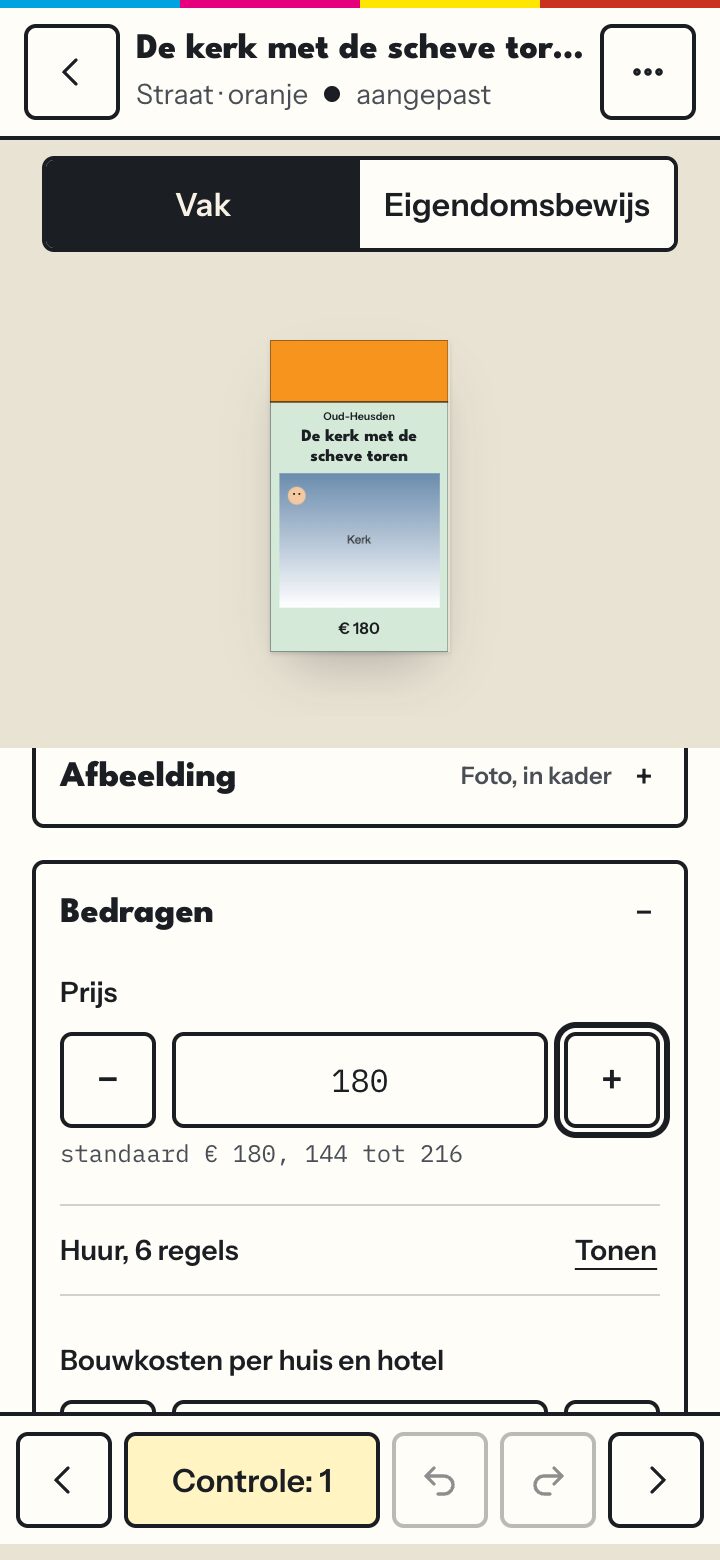 De kerk met de scheve tor...
Straat · oranje ● aangepast
Vak
Eigendomsbewijs
Oud-Heusden
De kerk met de
scheve toren
Kerk
€ 180
Afbeelding
Foto, in kader +
Bedragen −
Prijs
− 180 +
standaard € 180, 144 tot 216
Huur, 6 regels
Tonen
Bouwkosten per huis en hotel
Controle: 1